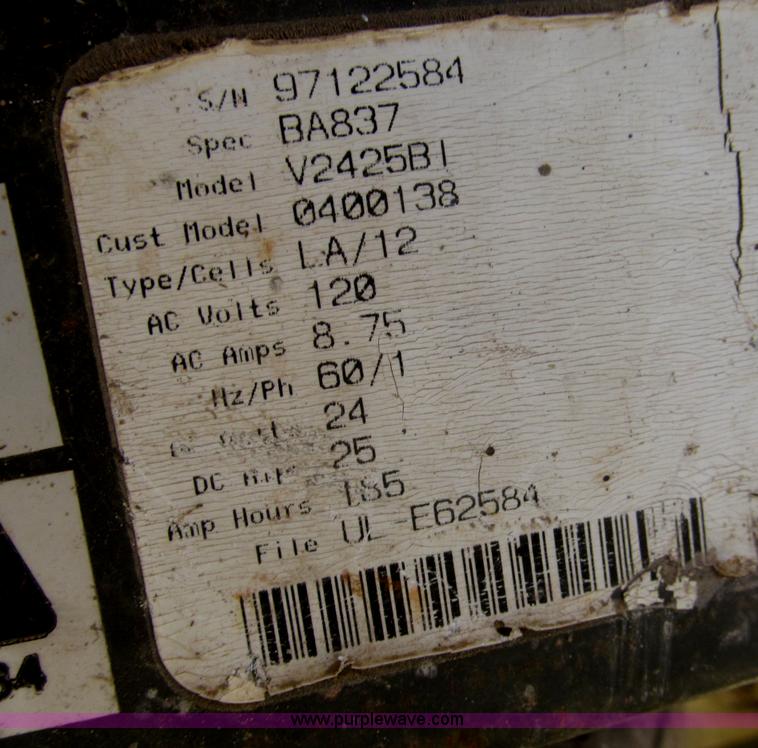 S/N 97122584
Spec BA837
Model V2425B1
Cust Model 0400138
Type/Cells LA/12
AC Volts 120
AC Amps 8.75
Hz/Ph 60/1
24
DC 25
Amp Hours
File UL-E62584
www.purplewave.com